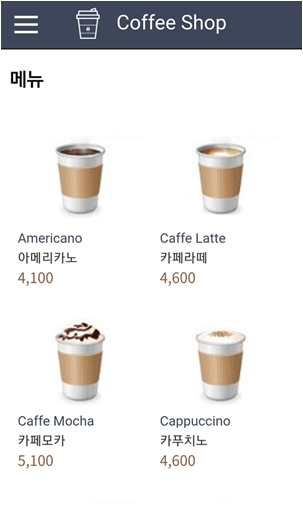 Coffee Shop
메뉴
Americano
아메리카노
4,100
Caffe Latte
카페라떼
4,600
Caffe Mocha
카페모카
5,100
Cappuccino
카푸치노
4,600